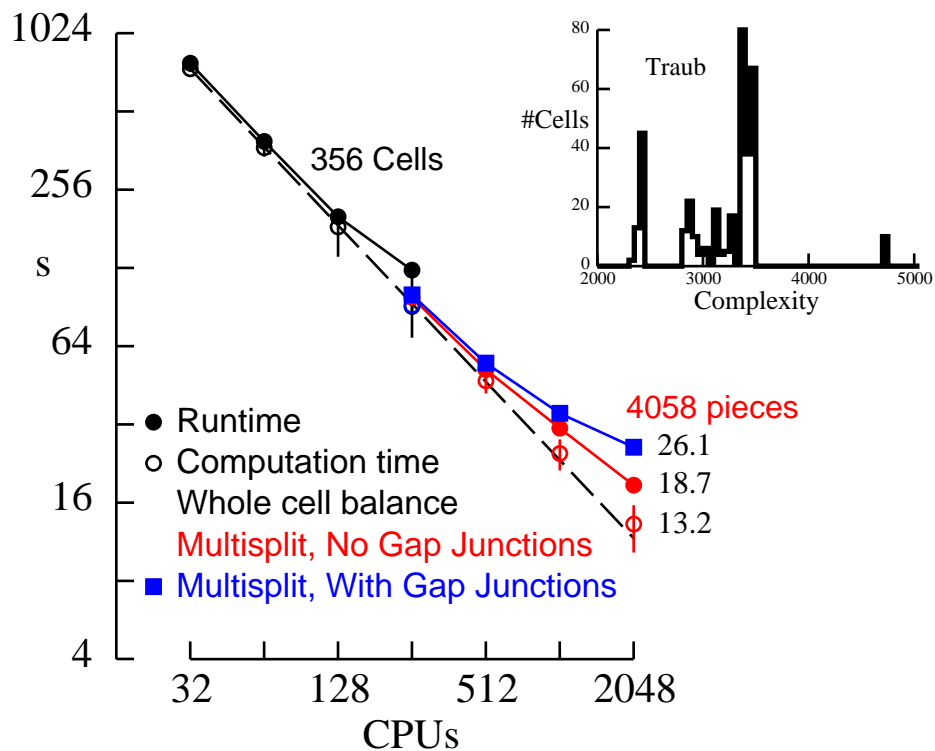 1024
256
s
64
16
4
32
128
512
2048
CPUs
356 Cells
4058 pieces
26.1
18.7
13.2
Runtime
Computation time
Whole cell balance
Multisplit, No Gap Junctions
Multisplit, With Gap Junctions
80
60
#Cells
40
20
0
Traub
2000
3000
4000
5000
Complexity